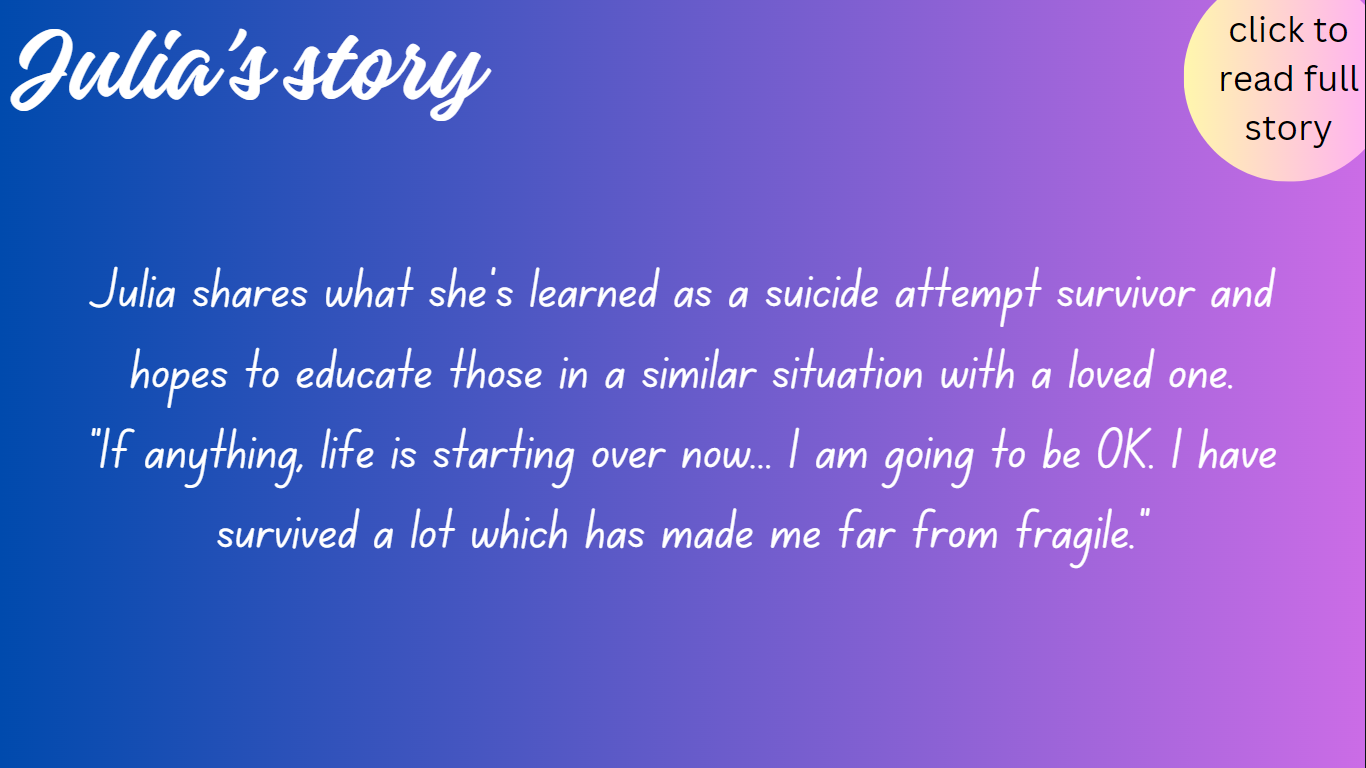 Julia's story
click to
read full
story
Julia shares what she's learned as a suicide attempt survivor and
hopes to educate those in a similar situation with a loved one.
"If anything, life is starting over now... I am going to be OK. I have
survived a lot which has made me far from fragile."